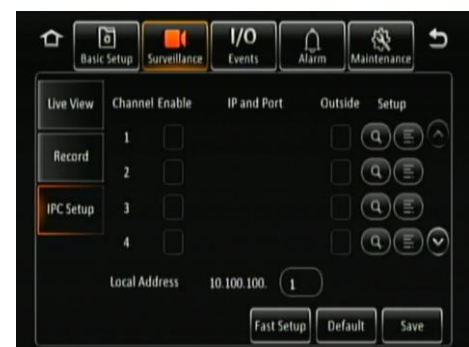 Basic Setup Surveillance I/O Events Alarm Maintenance
Live View Channel Enable IP and Port Outside Setup
1
Record
2
IPC Setup 3
4
Local Address 10.100.100. 1
Fast Setup Default Save